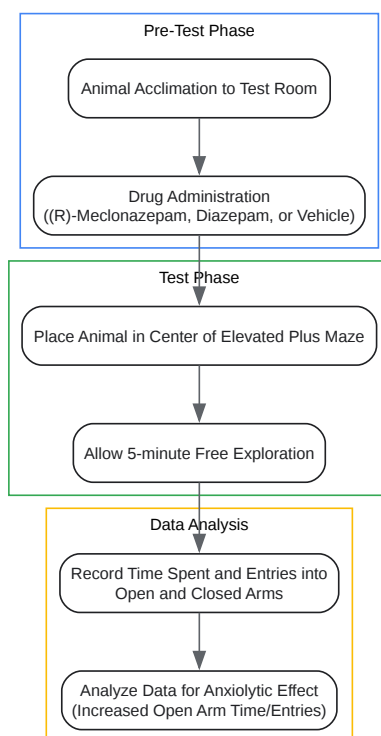 Pre-Test Phase
Animal Acclimation to Test Room
Drug Administration
((R)-Meclonazepam, Diazepam, or Vehicle)
Test Phase
Place Animal in Center of Elevated Plus Maze
Allow 5-minute Free Exploration
Data Analysis
Record Time Spent and Entries into
Open and Closed Arms
Analyze Data for Anxiolytic Effect
(Increased Open Arm Time/Entries)